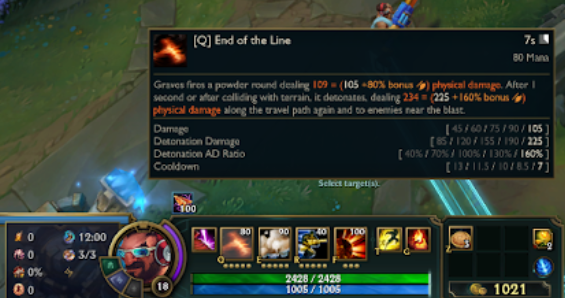 [Q] End of the Line 7s
80 Mana
Graves fires a powder round dealing 109 = (105 +80% bonus ) physical damage. After 1
second or after colliding with terrain, it detonates, dealing 234 = (225 +160% bonus )
physical damage along the travel path again and to enemies near the blast.
Damage [ 45 / 60 / 75 / 90 / 105 ]
Detonation Damage [ 85 / 120 / 155 / 190 / 225 ]
Detonation AD Ratio [ 40% / 70% / 100% / 130% / 160% ]
Cooldown [ 13 / 11.5 / 10 / 8.5 / 7 ]
Select target(s).
-100
0 12:00
0 3/3
0%
0
18
80 90 40 100
Q E R F T G
2428 / 2428
1005 / 1005
Z 2
1021